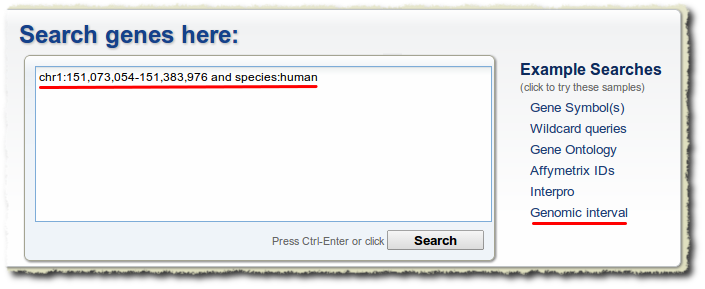 Search genes here:
chr1:151,073,054-151,383,976 and species:human
Press Ctrl-Enter or click Search
Example Searches
(click to try these samples)
Gene Symbol(s)
Wildcard queries
Gene Ontology
Affymetrix IDs
Interpro
Genomic interval